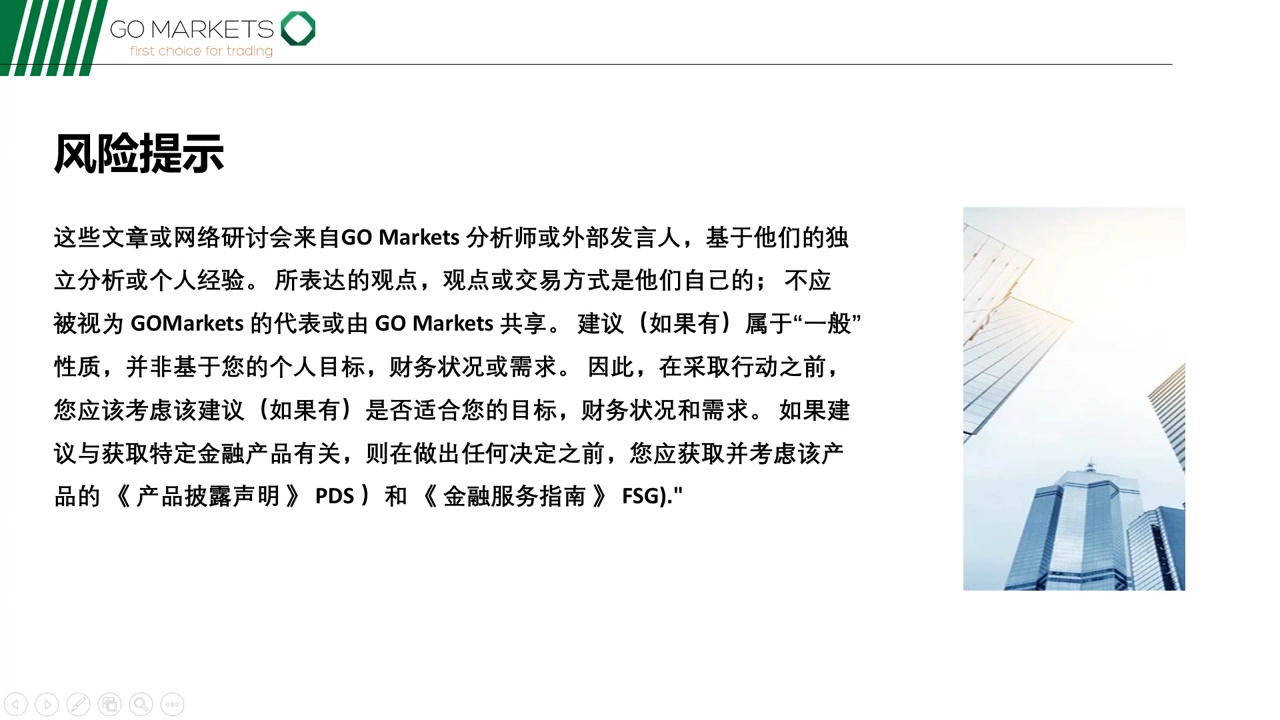 GO MARKETS
first choice for trading
风险提示
这些文章或网络研讨会来自GO Markets 分析师或外部发言人，基于他们的独
立分析或个人经验。 所表达的观点，观点或交易方式是他们自己的； 不应
被视为 GOMarkets 的代表或由 GO Markets 共享。 建议（如果有）属于“一般”
性质，并非基于您的个人目标，财务状况或需求。 因此，在采取行动之前，
您应该考虑该建议（如果有）是否适合您的目标，财务状况和需求。 如果建
议与获取特定金融产品有关，则在做出任何决定之前，您应获取并考虑该产
品的 《 产品披露声明 》 PDS ） 和 《 金融服务指南 》 FSG)."